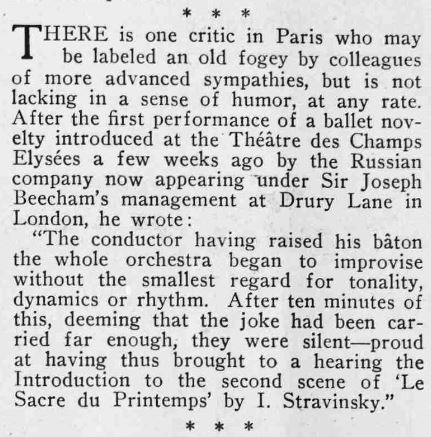 * * *
THERE is one critic in Paris who may
be labeled an old fogey by colleagues
of more advanced sympathies, but is not
lacking in a sense of humor, at any rate.
After the first performance of a ballet nov-
elty introduced at the Théâtre des Champs
Elysées a few weeks ago by the Russian
company now appearing under Sir Joseph
Beecham's management at Drury Lane in
London, he wrote:
"The conductor having raised his bâton
the whole orchestra began to improvise
without the smallest regard for tonality,
dynamics or rhythm. After ten minutes of
this, deeming that the joke had been car-
ried far enough, they were silent—proud
at having thus brought to a hearing the
Introduction to the second scene of 'Le
Sacre du Printemps' by I. Stravinsky."
* * *